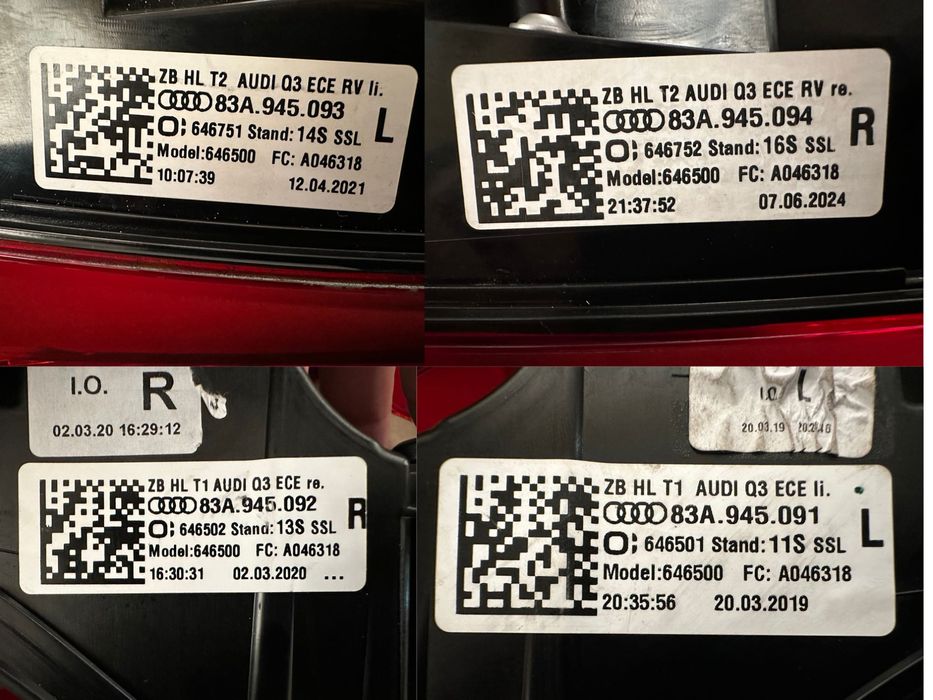 ZB HL T2 AUDI Q3 ECE RV li.
83A.945.093
L
646751 Stand: 14S SSL
Model:646500 FC: A046318
10:07:39 12.04.2021
ZB HL T2 AUDI Q3 ECE RV re.
83A.945.094
R
646752 Stand: 16S SSL
Model:646500 FC: A046318
21:37:52 07.06.2024
I.O. R
02.03.20 16:29:12
ZB HL T1 AUDI Q3 ECE re.
83A.945.092
R
646502 Stand: 13S SSL
Model:646500 FC: A046318
16:30:31 02.03.2020 ...
I.O. L
20.03.19
ZB HL T1 AUDI Q3 ECE li.
83A.945.091
L
646501 Stand: 11S SSL
Model:646500 FC: A046318
20:35:56 20.03.2019